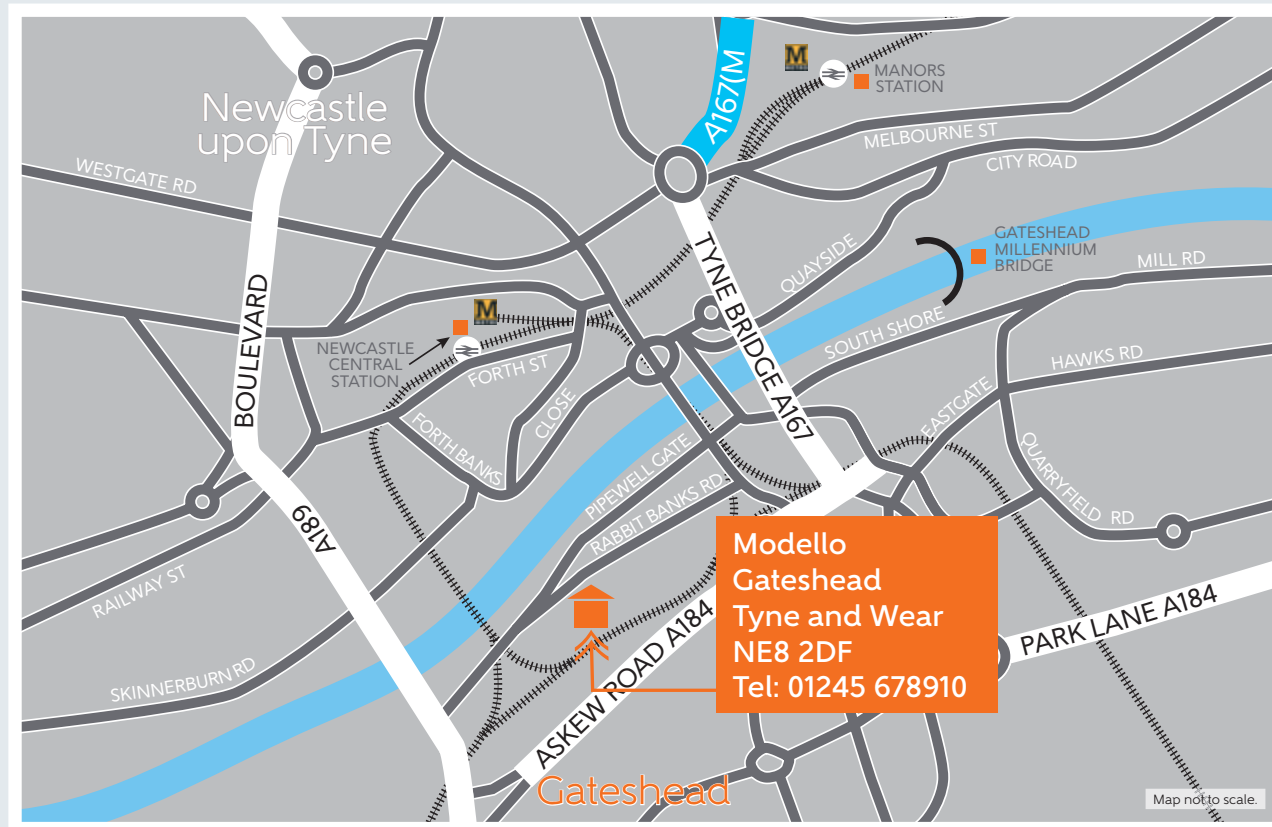 A167(M
M
MANORS
STATION
Newcastle
upon Tyne
MELBOURNE ST
CITY ROAD
WESTGATE RD
GATESHEAD
MILLENNIUM
BRIDGE
QUAYSIDE
MILL RD
TYNE BRIDGE A167
BOULEVARD
M
SOUTH SHORE
NEWCASTLE
CENTRAL
STATION
FORTH ST
HAWKS RD
CLOSE
EASTGATE
FORTH BANKS
PIPEWELLGATE
QUARRYFIELD RD
RABBIT BANKS RD
A189
Modello
Gateshead
Tyne and Wear
NE8 2DF
Tel: 01245 678910
RAILWAY ST
ASKEW ROAD A184
PARK LANE A184
SKINNERBURN RD
Gateshead
Map not to scale.